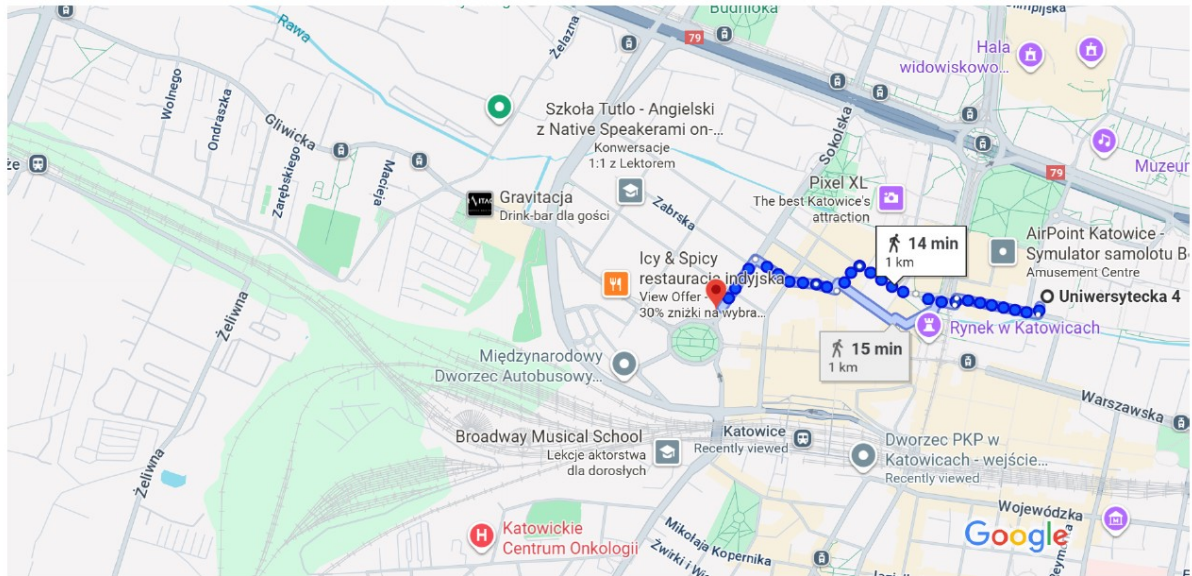 Budnioka
Olimpijska
Rawa
Żelazna
79
Hala
widowiskowo...
Wolnego
Ondraszka
Gliwicka
Szkoła Tutlo - Angielski
z Native Speakerami on-...
Konwersacje
1:1 z Lektorem
Sokolska
Muzeum
że
Zarębskiego
Macieja
79
Pixel XL
The best Katowice's
attraction
Gravitacja
Drink-bar dla gości
Zabrska
14 min
1 km
AirPoint Katowice -
Symulator samolotu B
Amusement Centre
Icy & Spicy
restauracja indyjska
View Offer -
30% zniżki na wybra...
Uniwersytecka 4
Rynek w Katowicach
Żeliwna
15 min
1 km
Międzynarodowy
Dworzec Autobusowy...
Warszawska
Żeliwna
Broadway Musical School
Lekcje aktorstwa
dla dorosłych
Katowice
Recently viewed
Dworzec PKP w
Katowicach - wejście...
Recently viewed
Wojewódzka
Katowickie
Centrum Onkologii
Google
Mikołaja Kopernika
Żwirki i Wi